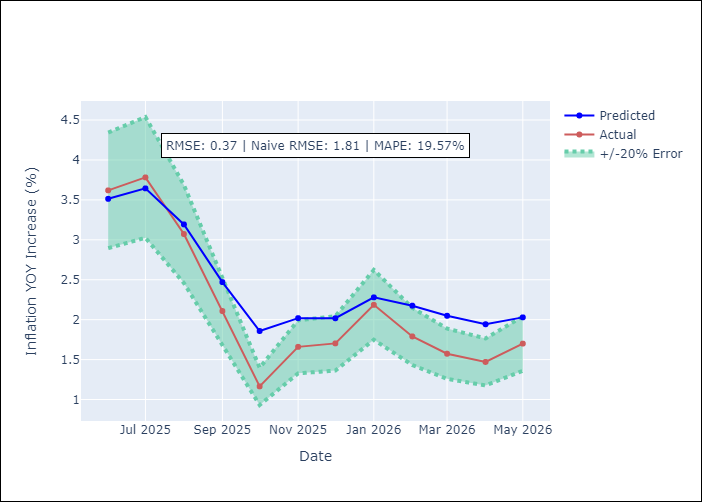 RMSE: 0.37 | Naive RMSE: 1.81 | MAPE: 19.57%
Predicted
Actual
+/-20% Error
Inflation YOY Increase (%)
4.5
4
3.5
3
2.5
2
1.5
1
Jul 2025
Sep 2025
Nov 2025
Jan 2026
Mar 2026
May 2026
Date